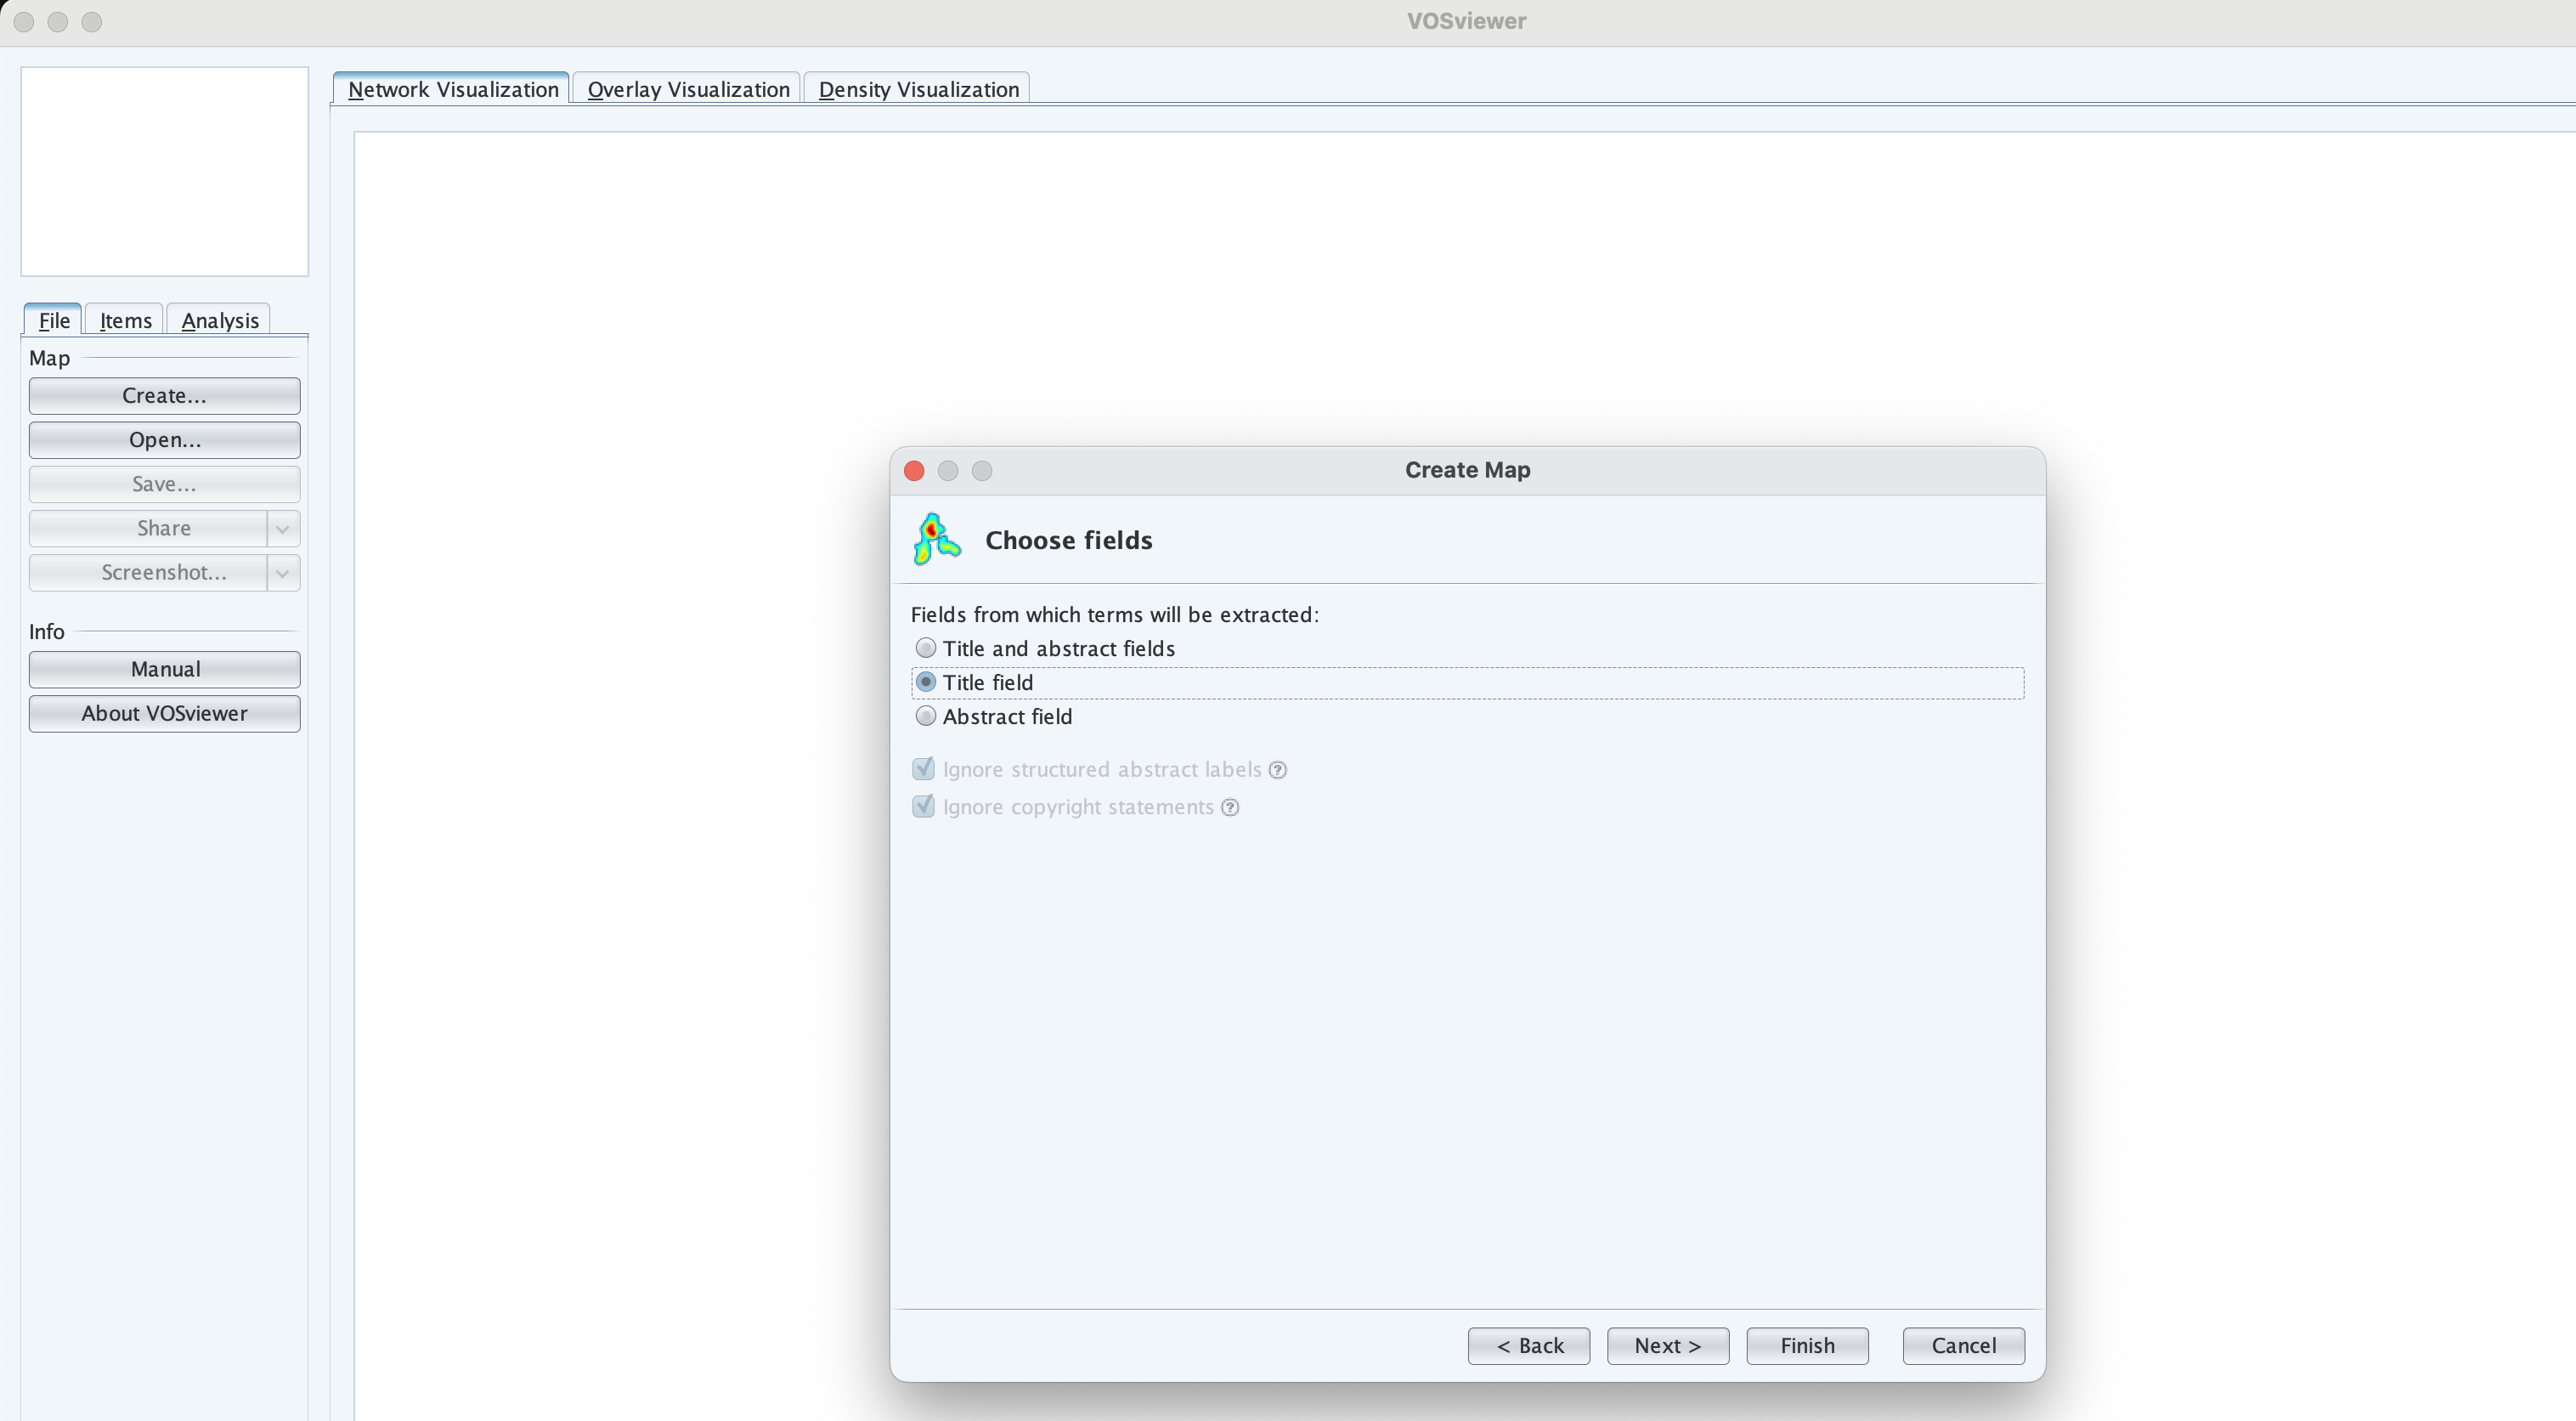 VOSviewer
Network Visualization
Overlay Visualization
Density Visualization
File
Items
Analysis
Map
Create...
Open...
Save...
Share
Screenshot...
Info
Manual
About VOSviewer
Create Map
Choose fields
Fields from which terms will be extracted:
Title and abstract fields
Title field
Abstract field
Ignore structured abstract labels ?
Ignore copyright statements ?
< Back
Next >
Finish
Cancel